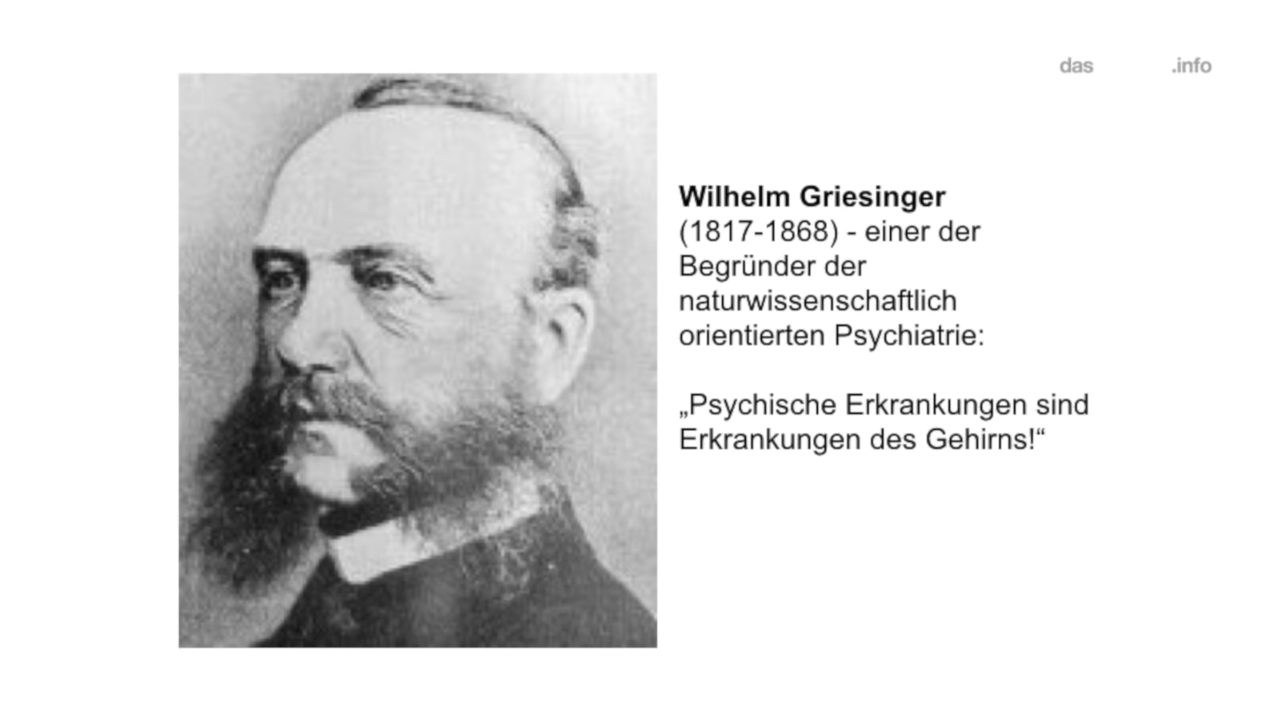 das .info
Wilhelm Griesinger
(1817-1868) - einer der
Begründer der
naturwissenschaftlich
orientierten Psychiatrie:
„Psychische Erkrankungen sind
Erkrankungen des Gehirns!“